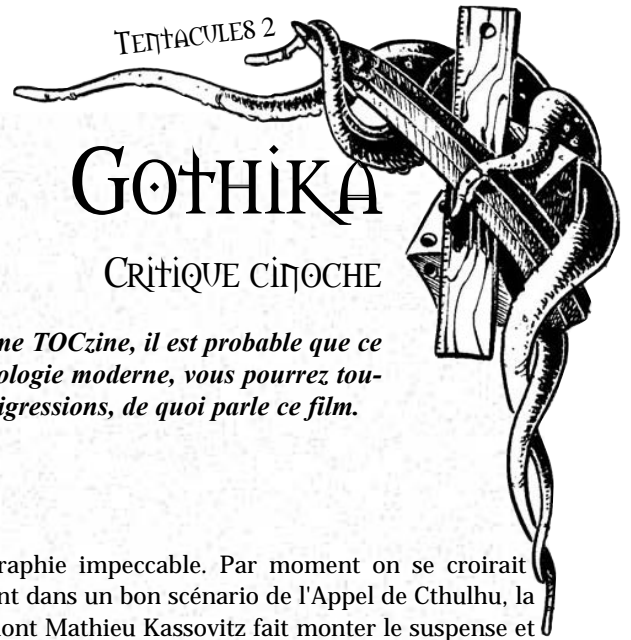 TENTACULES 2
GOTHIKA
CRITIQUE CINOCHE
me TOCzine, il est probable que ce
ologie moderne, vous pourrez tou-
igressions, de quoi parle ce film.
raphie impeccable. Par moment on se croirait
nt dans un bon scénario de l'Appel de Cthulhu, la
dont Mathieu Kassovitz fait monter le suspense et